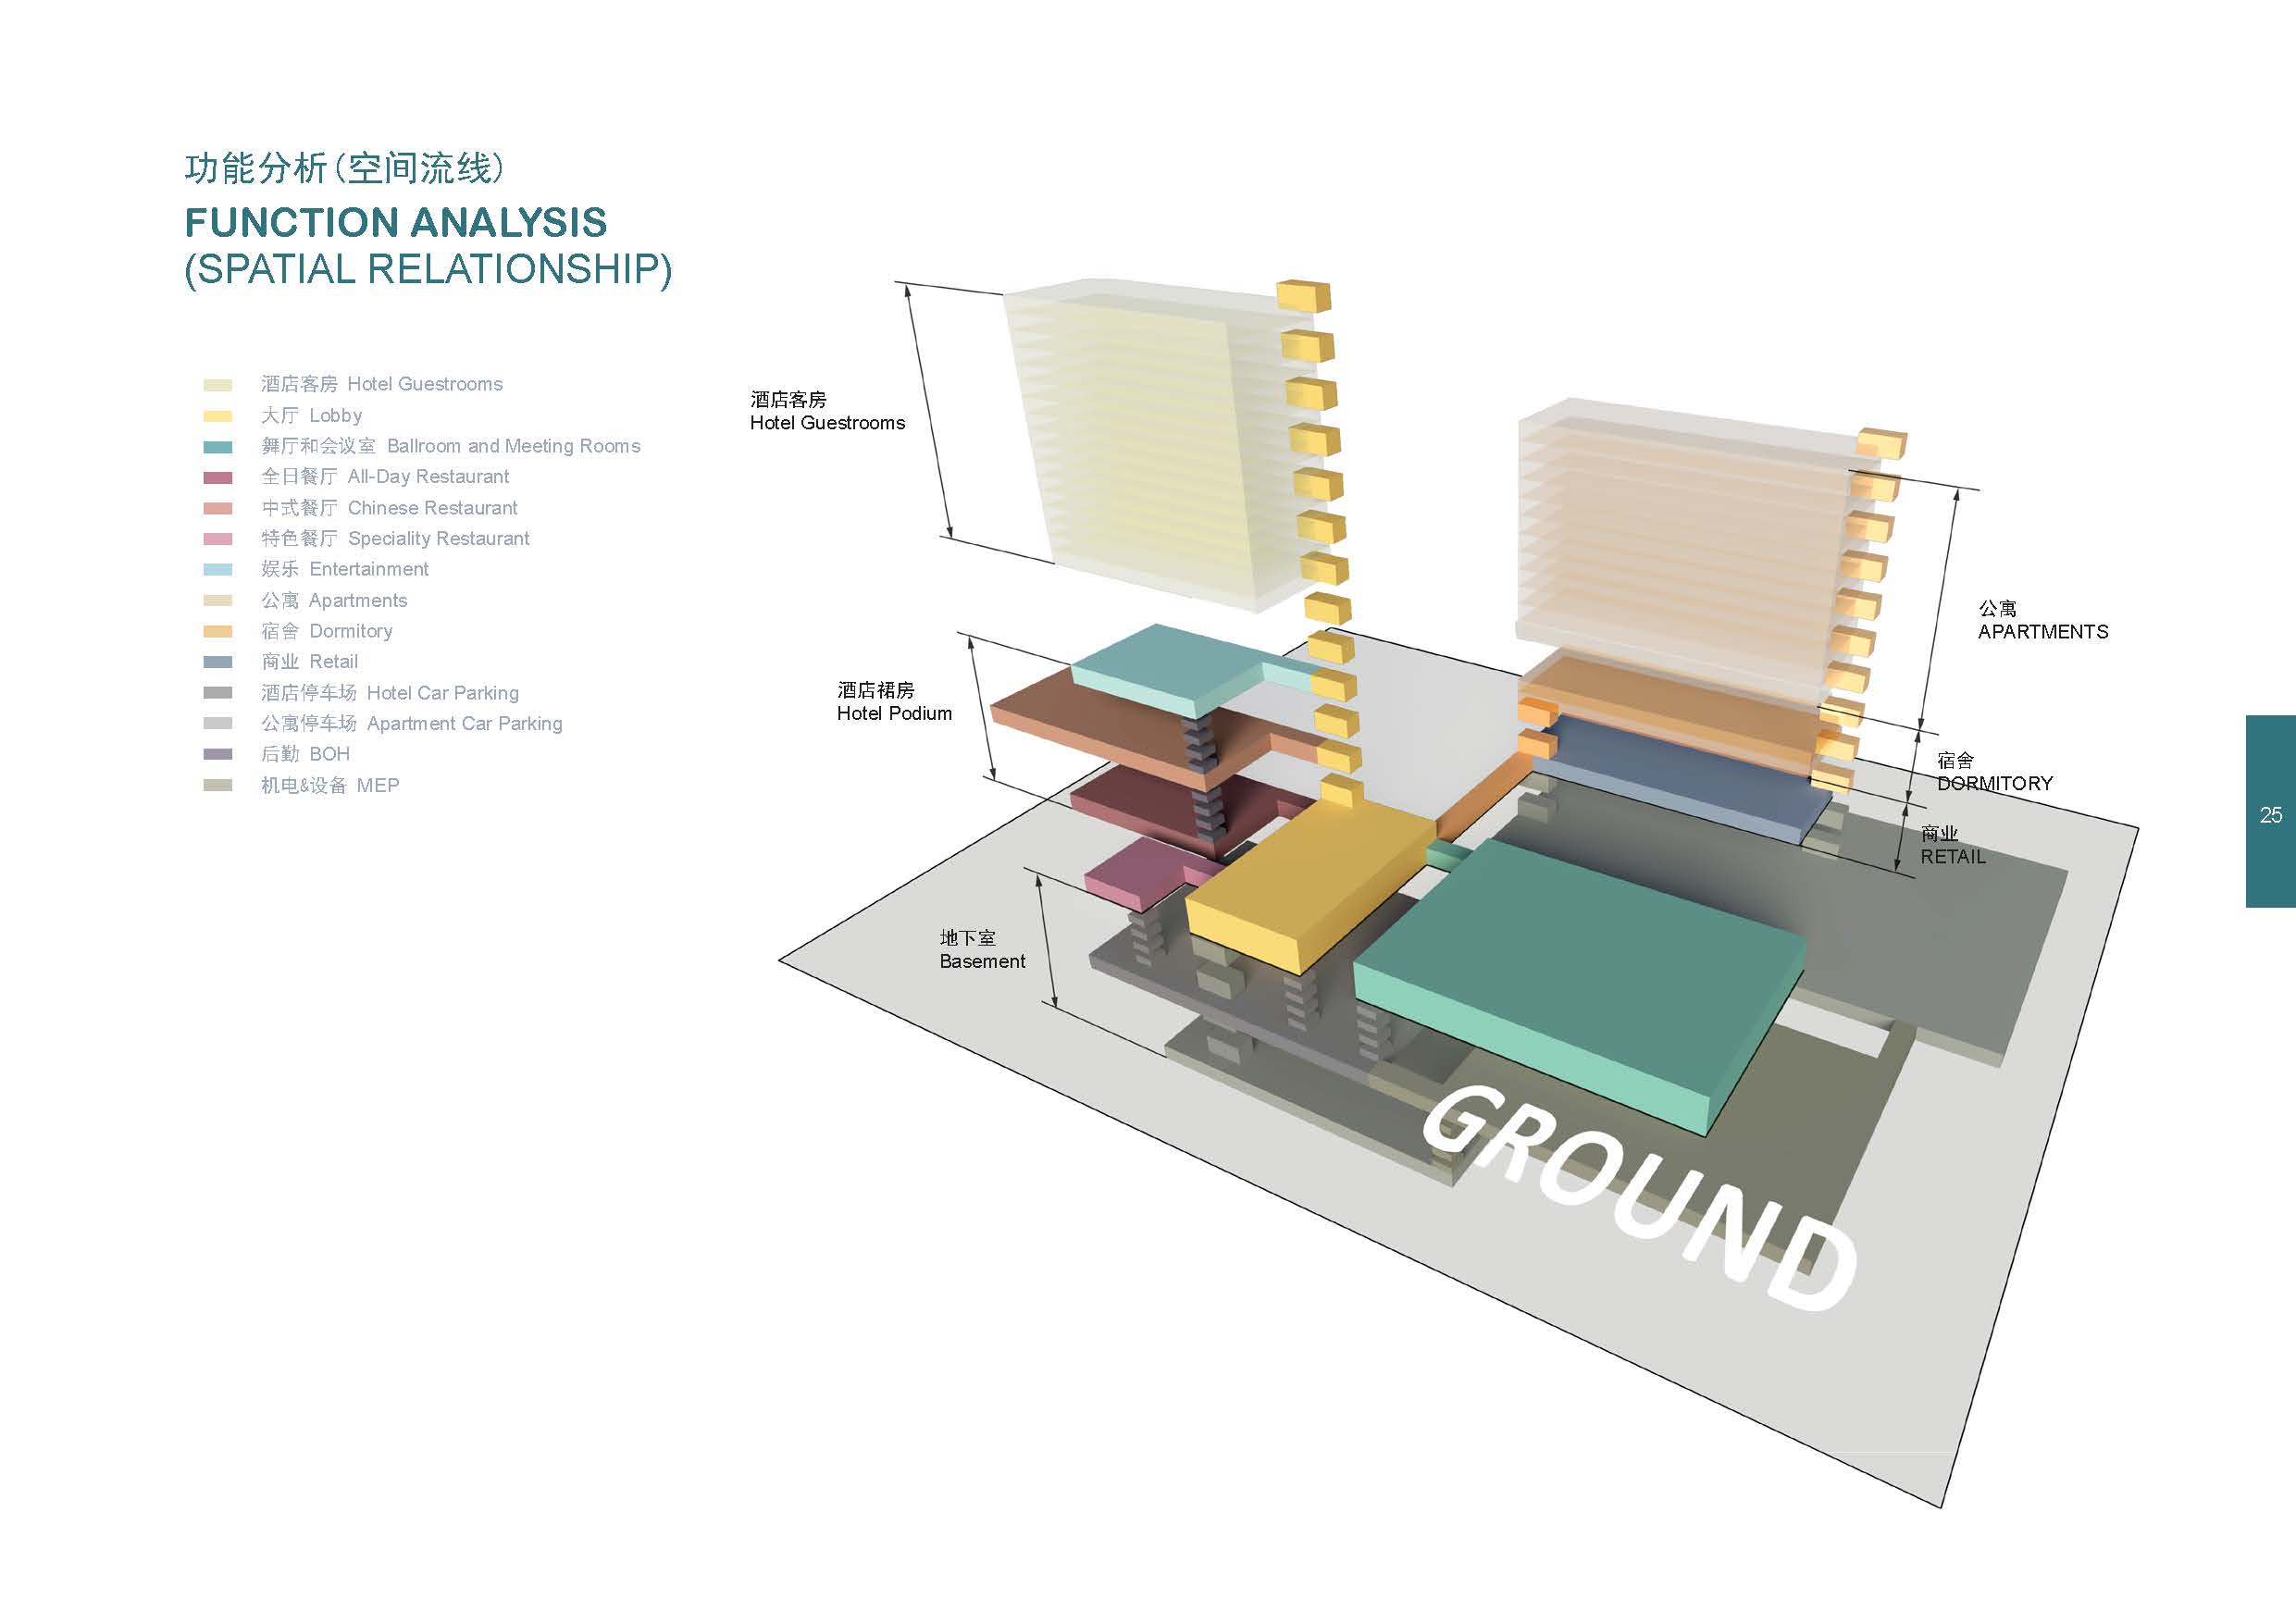 功能分析(空间流线)
FUNCTION ANALYSIS
(SPATIAL RELATIONSHIP)
酒店客房 Hotel Guestrooms
大厅 Lobby
舞厅和会议室 Ballroom and Meeting Rooms
全日餐厅 All-Day Restaurant
中式餐厅 Chinese Restaurant
特色餐厅 Speciality Restaurant
娱乐 Entertainment
公寓 Apartments
宿舍 Dormitory
商业 Retail
酒店停车场 Hotel Car Parking
公寓停车场 Apartment Car Parking
后勤 BOH
机电&设备 MEP
酒店客房
Hotel Guestrooms
酒店裙房
Hotel Podium
地下室
Basement
公寓
APARTMENTS
宿舍
DORMITORY
商业
RETAIL
GROUND
25